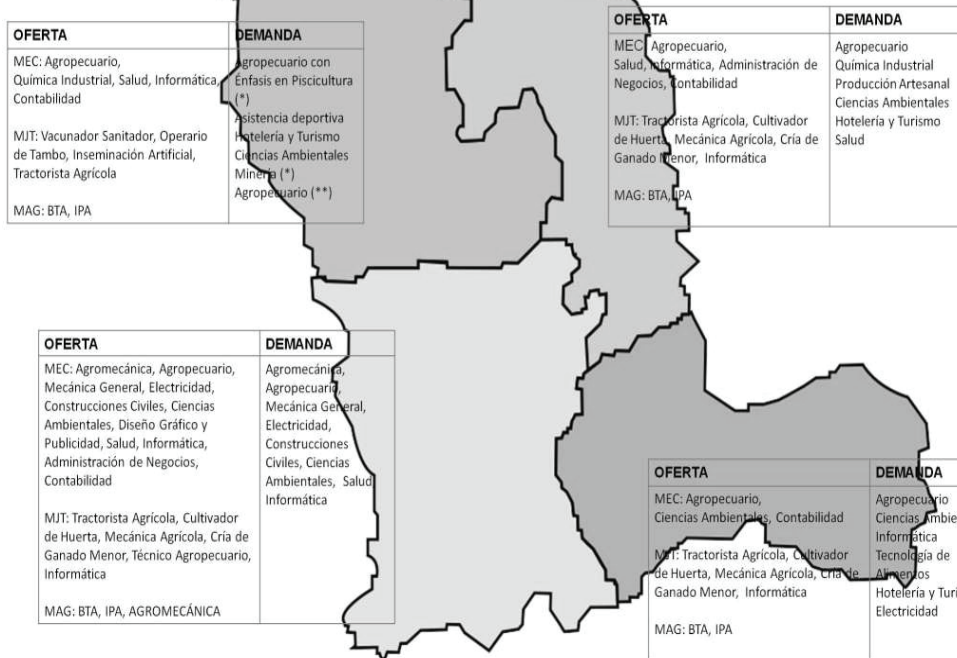 OFERTA
MEC: Agropecuario,
Química Industrial, Salud, Informática,
Contabilidad
MJT: Vacunador Sanitador, Operario
de Tambo, Inseminación Artificial,
Tractorista Agrícola
MAG: BTA, IPA
DEMANDA
Agropecuario con
Énfasis en Piscicultura
(*)
Asistencia deportiva
Hotelería y Turismo
Ciencias Ambientales
Minería (*)
Agropecuario (**)
OFERTA
MEC: Agropecuario,
Salud, Informática, Administración de
Negocios, Contabilidad
MJT: Tractorista Agrícola, Cultivador
de Huerta, Mecánica Agrícola, Cría de
Ganado Menor, Informática
MAG: BTA, IPA
DEMANDA
Agropecuario
Química Industrial
Producción Artesanal
Ciencias Ambientales
Hotelería y Turismo
Salud
OFERTA
MEC: Agromecánica, Agropecuario,
Mecánica General, Electricidad,
Construcciones Civiles, Ciencias
Ambientales, Diseño Gráfico y
Publicidad, Salud, Informática,
Administración de Negocios,
Contabilidad
MJT: Tractorista Agrícola, Cultivador
de Huerta, Mecánica Agrícola, Cría de
Ganado Menor, Técnico Agropecuario,
Informática
MAG: BTA, IPA, AGROMECÁNICA
DEMANDA
Agromecánica,
Agropecuario,
Mecánica General,
Electricidad,
Construcciones
Civiles, Ciencias
Ambientales, Salud
Informática
OFERTA
MEC: Agropecuario,
Ciencias Ambientales, Contabilidad
MJT: Tractorista Agrícola, Cultivador
de Huerta, Mecánica Agrícola, Cría de
Ganado Menor, Informática
MAG: BTA, IPA
DEMANDA
Agropecuario
Ciencias
Informática
Tecnología de
Alimentos
Hotelería y
Electricidad